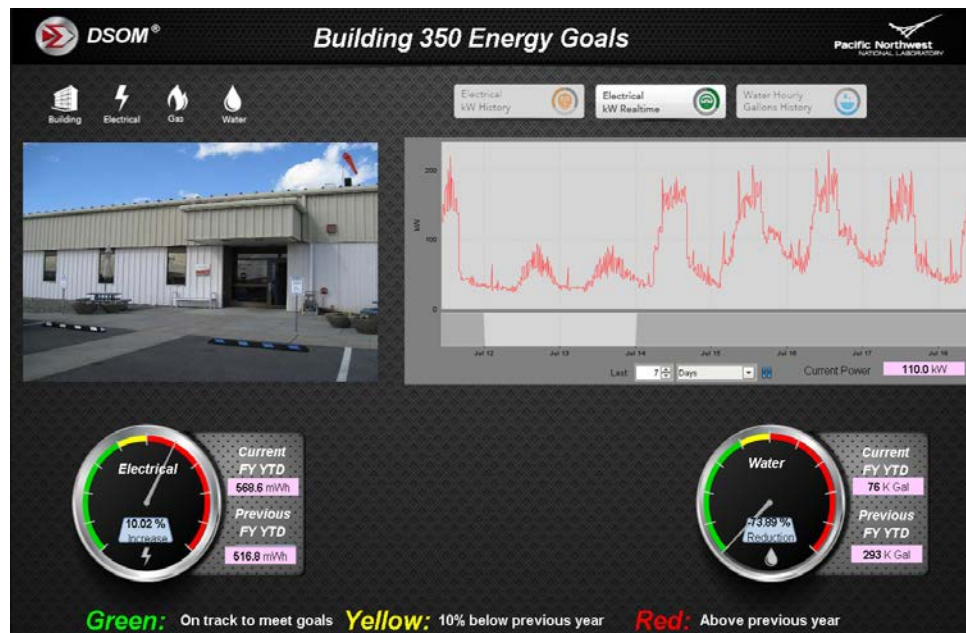 DSOM®
Building 350 Energy Goals
Pacific Northwest
NATIONAL LABORATORY
Building
Electrical
Gas
Water
Electrical
kW History
Electrical
kW Realtime
Water Hourly
Gallons History
200
kW
100
0
Jul 12
Jul 13
Jul 14
Jul 15
Jul 16
Jul 17
Jul 18
Last
7
Days
Current Power
110.0 kW
Electrical
10.02 %
Increase
Current
FY YTD
568.6 mWh
Previous
FY YTD
516.8 mWh
Water
-73.89 %
Reduction
Current
FY YTD
76 K Gal
Previous
FY YTD
293 K Gal
Green: On track to meet goals Yellow: 10% below previous year Red: Above previous year